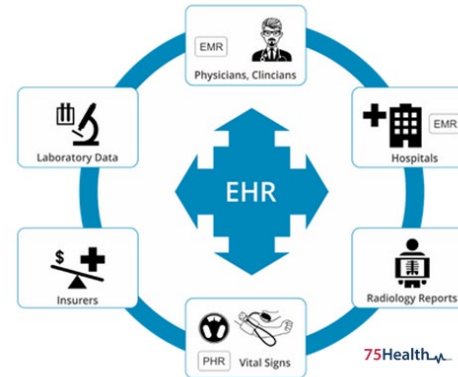 EMR
Physicians, Clincians
Laboratory Data
EMR
Hospitals
EHR
$
Insurers
Radiology Reports
PHR
Vital Signs
75Health